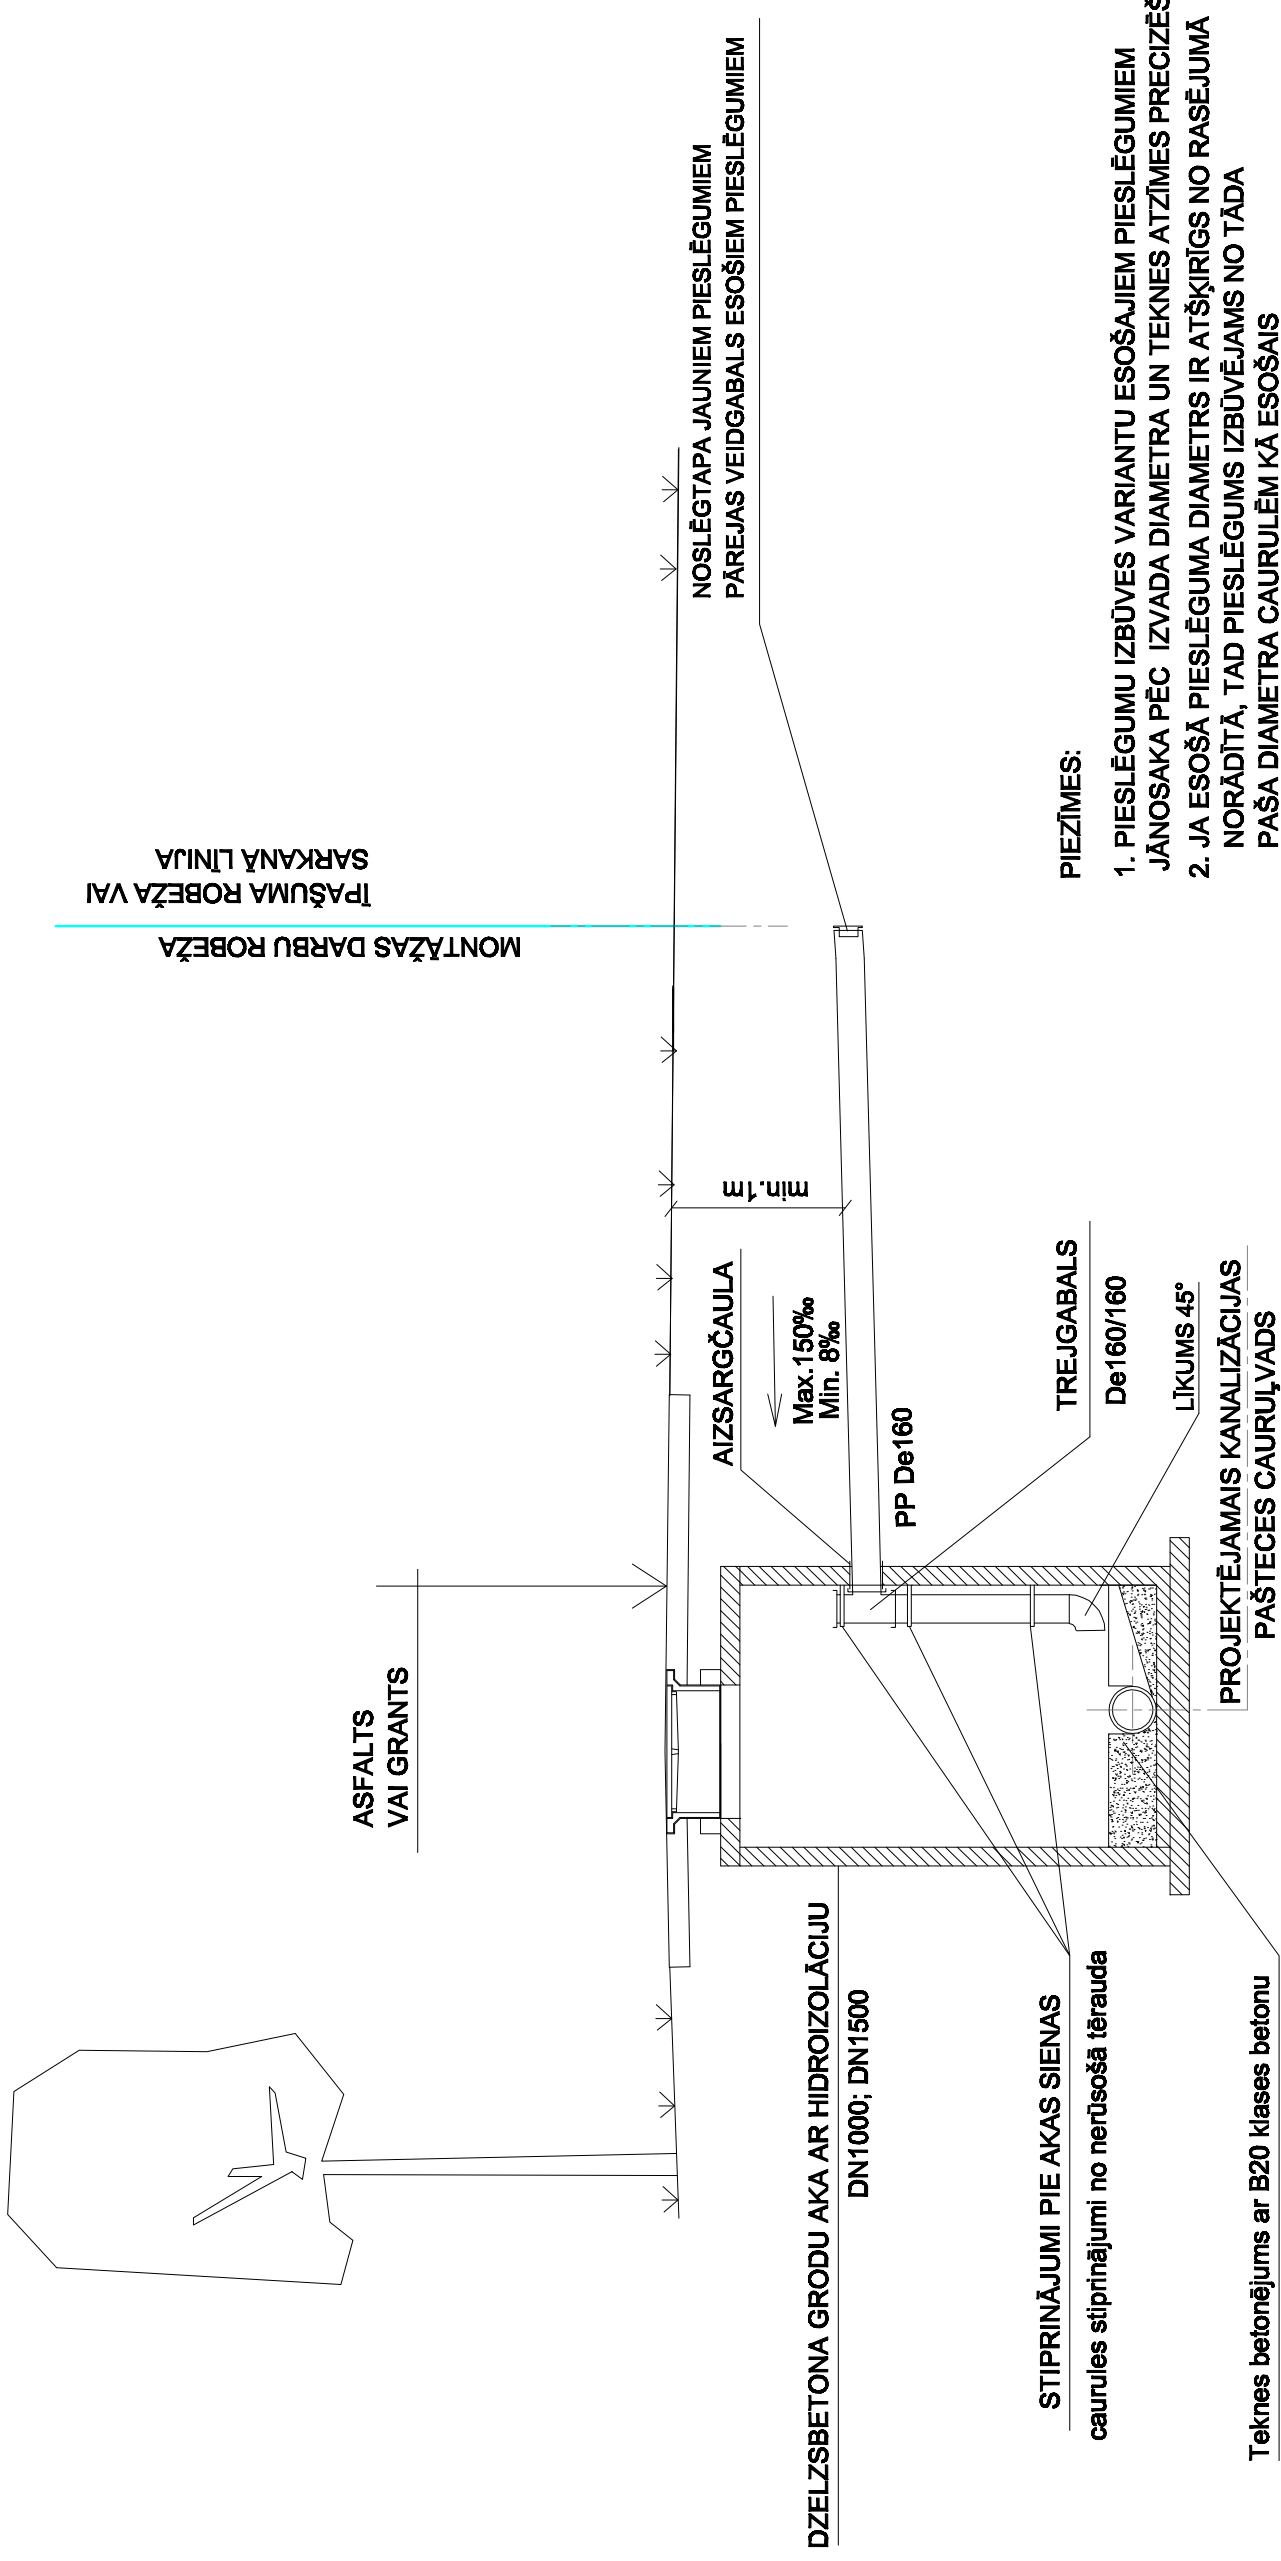 ĪPAŠUMA ROBEŽA VAI
SARKANĀ LĪNIJA
MONTĀŽAS DARBU ROBEŽA
ASFALTS
VAI GRANTS
NOSLĒGTAPA JAUNIEM PIESLĒGUMIEM
PĀREJAS VEIDGABALS ESOŠIEM PIESLĒGUMIEM
min.1m
AIZSARGČAULA
Max.150‰
Min. 8‰
PP De160
TREJGABALS
De160/160
LĪKUMS 45°
PROJEKTĒJAMAIS KANALIZĀCIJAS
PAŠTECES CAURUĻVADS
DZELZSBETONA GRODU AKA AR HIDROIZOLĀCIJU
DN1000; DN1500
STIPRINĀJUMI PIE AKAS SIENAS
caurules stiprinājumi no nerūsošā tērauda
Teknes betonējums ar B20 klases betonu
PIEZĪMES:
1. PIESLĒGUMU IZBŪVES VARIANTU ESOŠAJIEM PIESLĒGUMIEM
JĀNOSAKA PĒC IZVADA DIAMETRA UN TEKNES ATZĪMES PRECIZĒŠ
2. JA ESOŠĀ PIESLĒGUMA DIAMETRS IR ATŠĶIRĪGS NO RASĒJUMĀ
NORĀDĪTĀ, TAD PIESLĒGUMS IZBŪVĒJAMS NO TĀDA
PAŠA DIAMETRA CAURULĒM KĀ ESOŠAIS